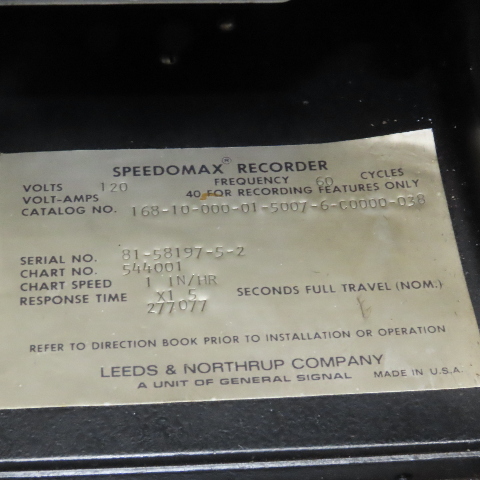 SPEEDOMAX® RECORDER
VOLTS 120 FREQUENCY 60 CYCLES
VOLT-AMPS 40 FOR RECORDING FEATURES ONLY
CATALOG NO. 168-10-000-01-5007-6-C0000-038
SERIAL NO. 81-58197-5-2
CHART NO. 544001
CHART SPEED 1 IN/HR
RESPONSE TIME X1.5 SECONDS FULL TRAVEL (NOM.)
277077
REFER TO DIRECTION BOOK PRIOR TO INSTALLATION OR OPERATION
LEEDS & NORTHRUP COMPANY
A UNIT OF GENERAL SIGNAL MADE IN U.S.A.